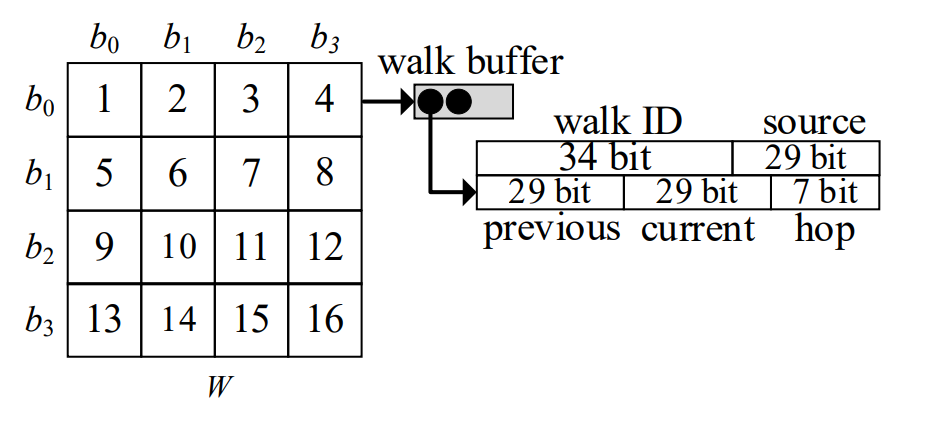 b0 b1 b2 b3
walk buffer
b0 1 2 3 4
walk ID source
34 bit 29 bit
b1 5 6 7 8
29 bit 29 bit 7 bit
previous current hop
b2 9 10 11 12
b3 13 14 15 16
W